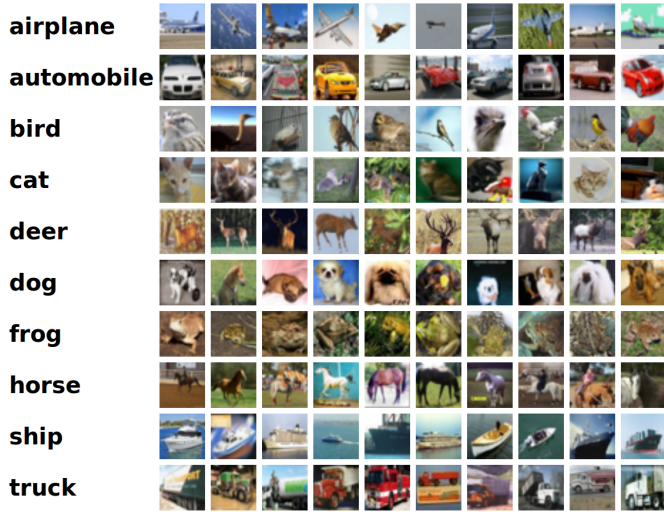 airplane
automobile
bird
cat
deer
dog
frog
horse
ship
truck